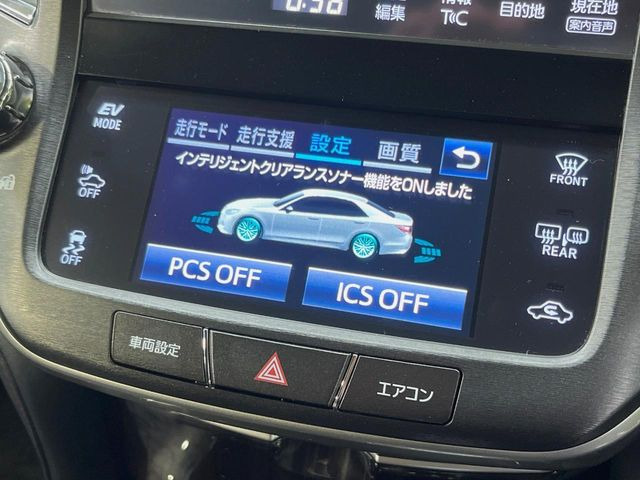 編集
T℃
目的地
現在地
案内音声
EV
MODE
走行モード
走行支援
設定
画質
インテリジェントクリアランスソナー機能をONしました
OFF
OFF
FRONT
REAR
PCS OFF
ICS OFF
車両設定
エアコン